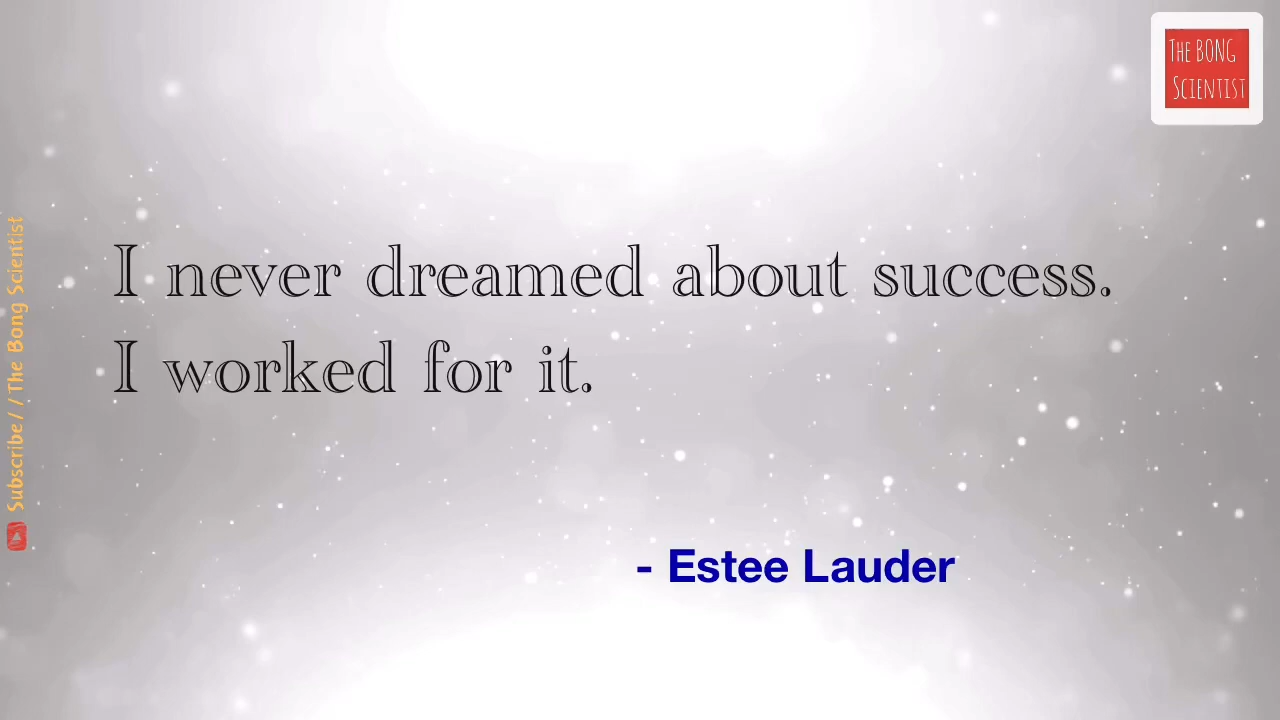 The BONG
Scientist
I never dreamed about success.
I worked for it.
- Estee Lauder
Subscribe//The Bong Scientist